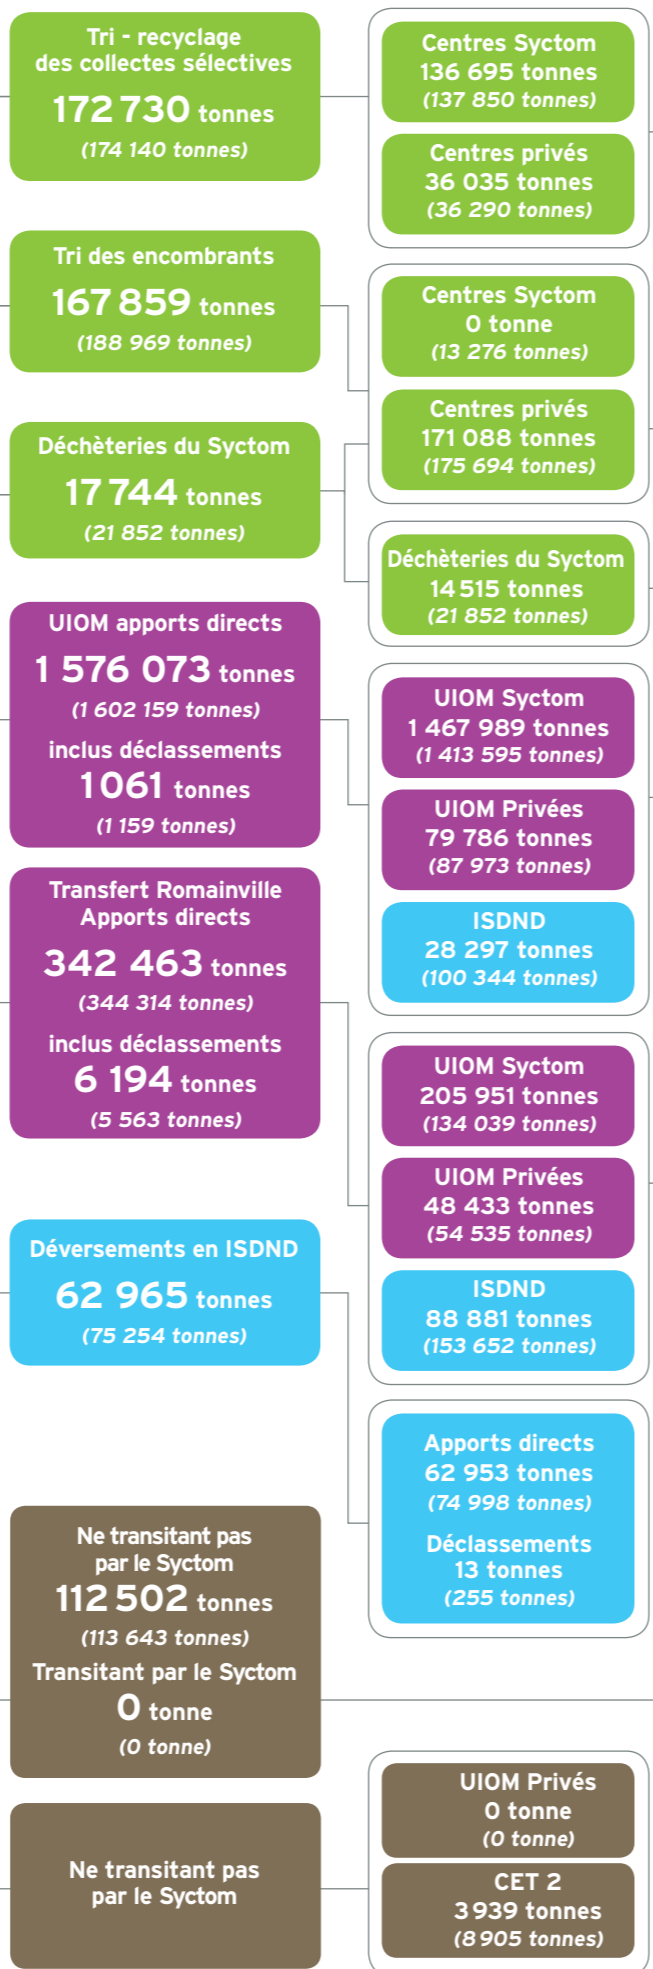 Tri - recyclage
des collectes sélectives
172 730 tonnes
(174 140 tonnes)
Centres Syctom
136 695 tonnes
(137 850 tonnes)
Centres privés
36 035 tonnes
(36 290 tonnes)
Tri des encombrants
167 859 tonnes
(188 969 tonnes)
Centres Syctom
0 tonne
(13 276 tonnes)
Centres privés
171 088 tonnes
(175 694 tonnes)
Déchèteries du Syctom
17 744 tonnes
(21 852 tonnes)
Déchèteries du Syctom
14 515 tonnes
(21 852 tonnes)
UIOM apports directs
1 576 073 tonnes
(1 602 159 tonnes)
inclus déclassements
1 061 tonnes
(1 159 tonnes)
UIOM Syctom
1 467 989 tonnes
(1 413 595 tonnes)
UIOM Privées
79 786 tonnes
(87 973 tonnes)
ISDND
28 297 tonnes
(100 344 tonnes)
Transfert Romainville
Apports directs
342 463 tonnes
(344 314 tonnes)
inclus déclassements
6 194 tonnes
(5 563 tonnes)
UIOM Syctom
205 951 tonnes
(134 039 tonnes)
UIOM Privées
48 433 tonnes
(54 535 tonnes)
ISDND
88 881 tonnes
(153 652 tonnes)
Déversements en ISDND
62 965 tonnes
(75 254 tonnes)
Apports directs
62 953 tonnes
(74 998 tonnes)
Déclassements
13 tonnes
(255 tonnes)
Ne transitant pas
par le Syctom
112 502 tonnes
(113 643 tonnes)
Transitant par le Syctom
0 tonne
(0 tonne)
Ne transitant pas
par le Syctom
UIOM Privés
0 tonne
(0 tonne)
CET 2
3 939 tonnes
(8 905 tonnes)